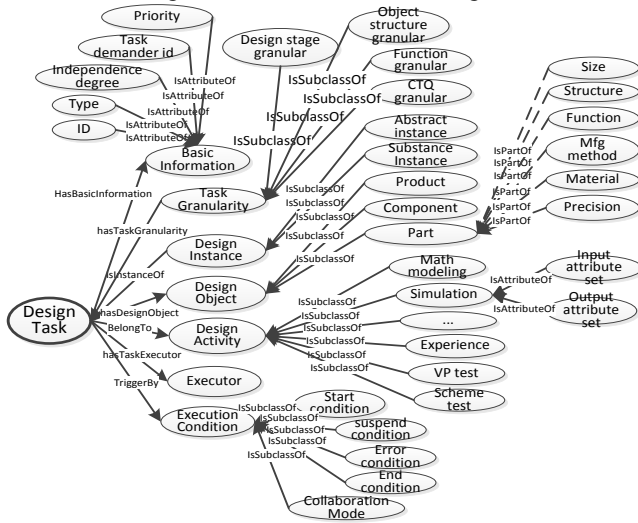 Priority
Task
demander id
Independence
degree
Type
ID
IsAttributeOf
IsAttributeOf
IsAttributeOf
IsAttributeOf
IsAttributeOf
Basic
Information
Design stage
granular
Object
structure
granular
Function
granular
CTQ
granular
IsSubclassOf
IsSubclassOf
IsSubclassOf
IsSubclassOf
Task
Granularity
Abstract
instance
Substance
Instance
Product
Component
Part
IsSubclassOf
IsSubclassOf
IsSubclassOf
IsSubclassOf
IsSubclassOf
Size
Structure
Function
Mfg
method
Material
Precision
IsPartOf
IsPartOf
IsPartOf
IsPartOf
IsPartOf
IsPartOf
HasBasicInformation
hasTaskGranularity
IsInstanceOf
hasDesignObject
BelongTo
hasTaskExecutor
TriggerBy
Design
Task
Design
Instance
Design
Object
Design
Activity
Executor
Execution
Condition
Math
modeling
Simulation
...
Experience
VP test
Scheme
test
IsSubclassOf
IsSubclassOf
IsSubclassOf
IsSubclassOf
IsSubclassOf
IsSubclassOf
IsAttributeOf
IsAttributeOf
Input
attribute
set
Output
attribute
set
Start
condition
suspend
condition
Error
condition
End
condition
Collaboration
Mode
IsSubclassOf
IsSubclassOf
IsSubclassOf
IsSubclassOf
IsSubclassOf